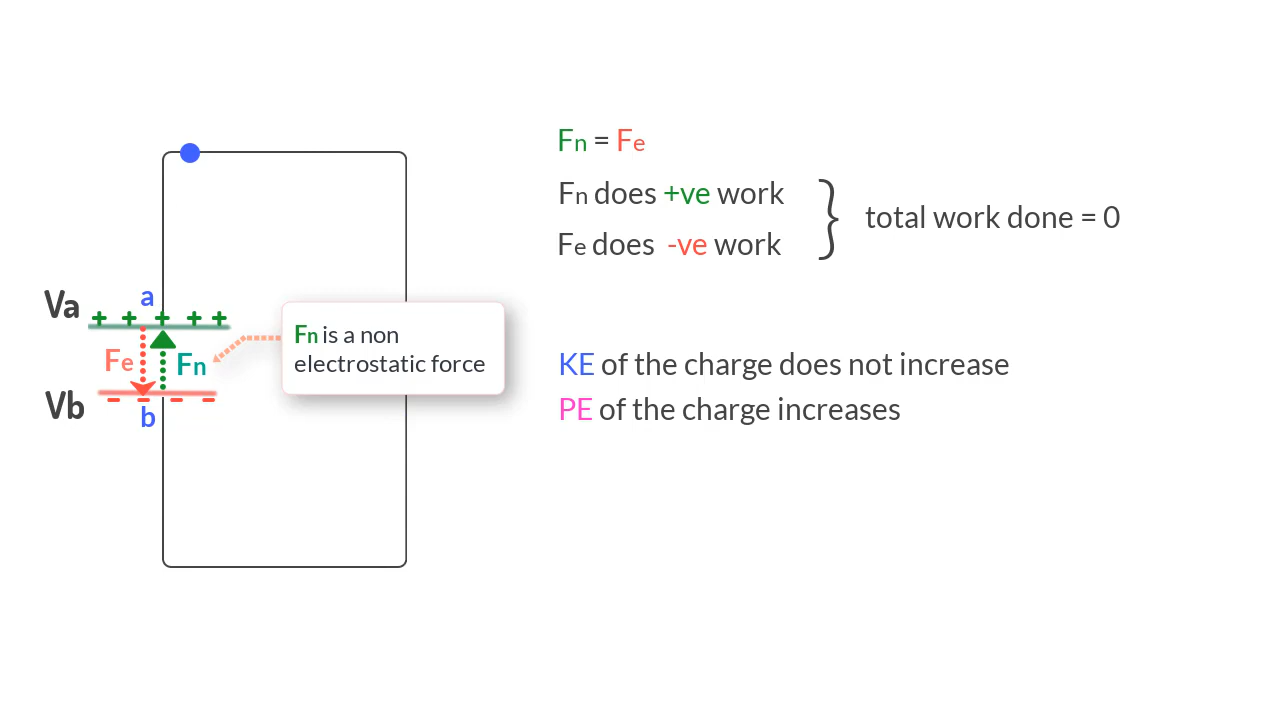 Fn = Fe
Fn does +ve work
Fe does -ve work
total work done = 0
Va
a
+ + + + +
Fe
Fn
Fn is a non
electrostatic force
Vb
- - - -
b
KE of the charge does not increase
PE of the charge increases